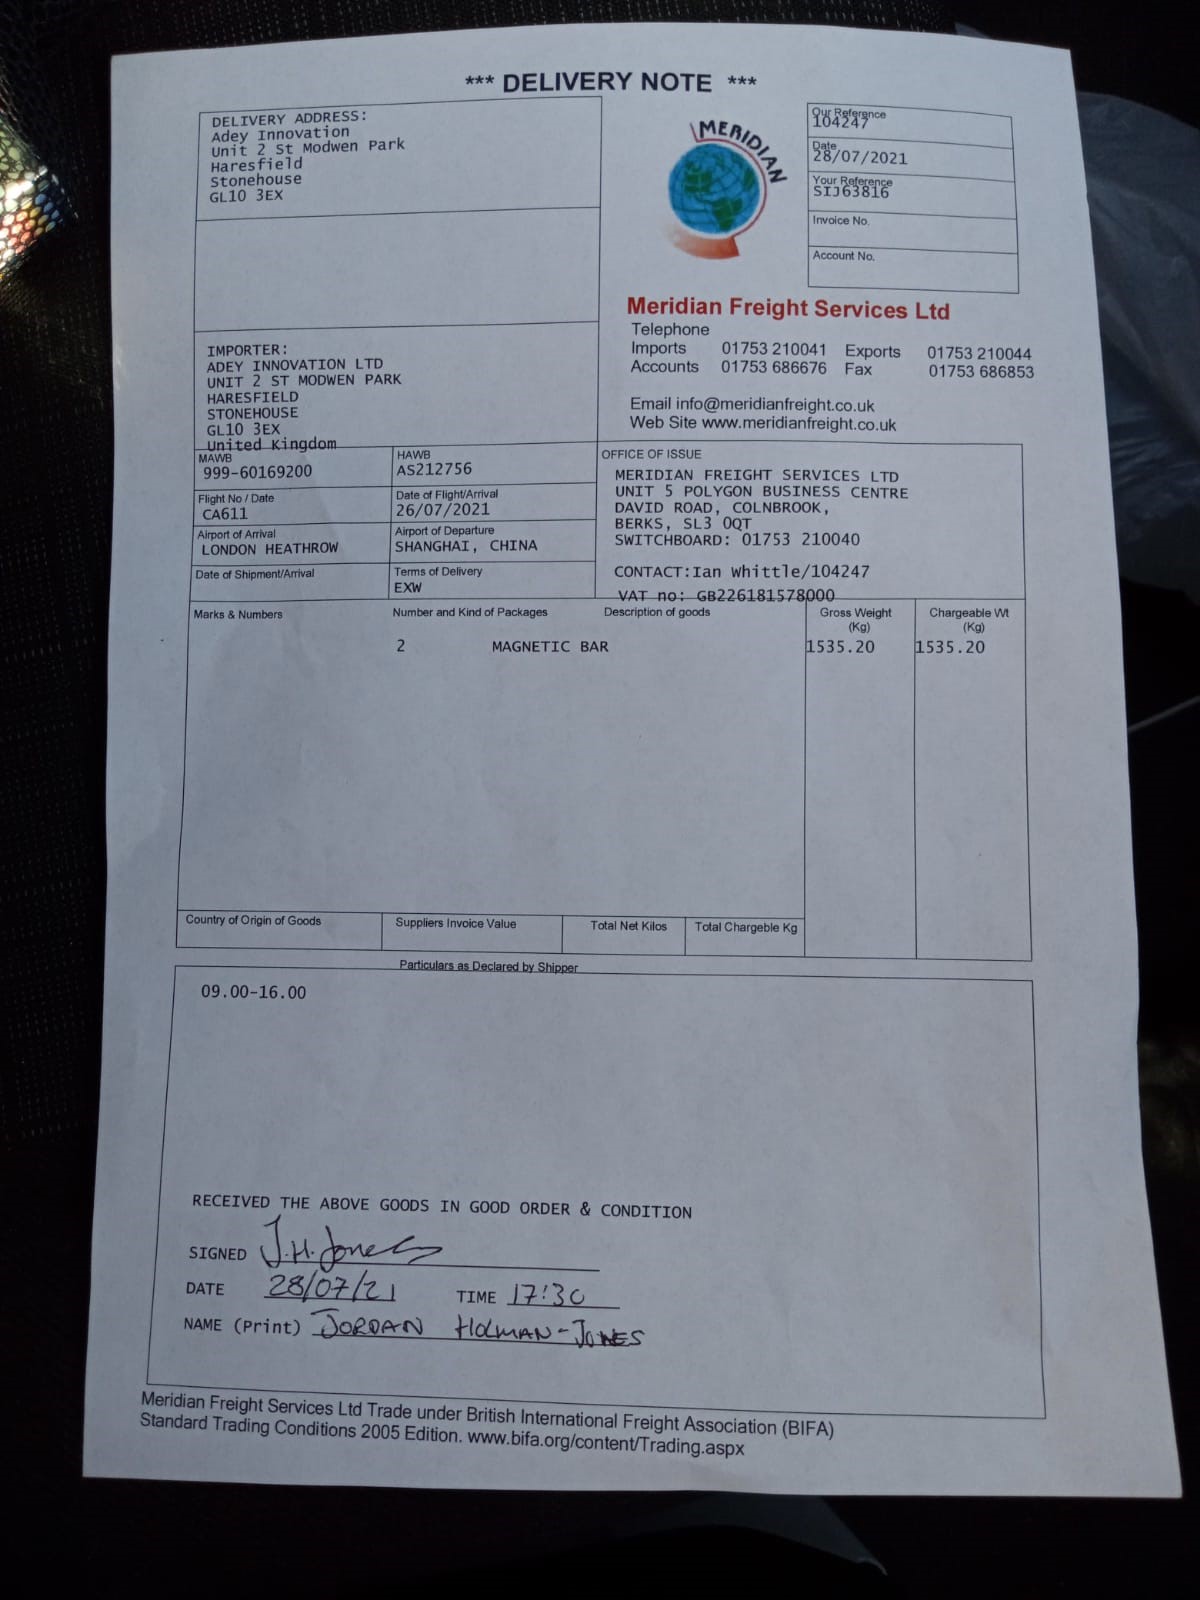 *** DELIVERY NOTE ***
DELIVERY ADDRESS:
Adey Innovation
Unit 2 St Modwen Park
Haresfield
Stonehouse
GL10 3EX
MERIDIAN
Our Reference
104247
Date
28/07/2021
Your Reference
SIJ63816
Invoice No.
Account No.
Meridian Freight Services Ltd
Telephone
Imports 01753 210041 Exports 01753 210044
Accounts 01753 686676 Fax 01753 686853
Email info@meridianfreight.co.uk
Web Site www.meridianfreight.co.uk
IMPORTER:
ADEY INNOVATION LTD
UNIT 2 ST MODWEN PARK
HARESFIELD
STONEHOUSE
GL10 3EX
United Kingdom
MAWB
999-60169200
HAWB
AS212756
Flight No / Date
CA611
Date of Flight/Arrival
26/07/2021
Airport of Arrival
LONDON HEATHROW
Airport of Departure
SHANGHAI, CHINA
Date of Shipment/Arrival
Terms of Delivery
EXW
OFFICE OF ISSUE
MERIDIAN FREIGHT SERVICES LTD
UNIT 5 POLYGON BUSINESS CENTRE
DAVID ROAD, COLNBROOK,
BERKS, SL3 0QT
SWITCHBOARD: 01753 210040
CONTACT:Ian Whittle/104247
VAT no: GB226181578000
Marks & Numbers Number and Kind of Packages Description of goods Gross Weight (Kg) Chargeable Wt (Kg)
2 MAGNETIC BAR 1535.20 1535.20
Country of Origin of Goods Suppliers Invoice Value Total Net Kilos Total Chargeble Kg
Particulars as Declared by Shipper
09.00-16.00
RECEIVED THE ABOVE GOODS IN GOOD ORDER & CONDITION
SIGNED J.H.Jones
DATE 28/07/21 TIME 17:30
NAME (Print) JORDAN HOLMAN-JONES
Meridian Freight Services Ltd Trade under British International Freight Association (BIFA)
Standard Trading Conditions 2005 Edition. www.bifa.org/content/Trading.aspx